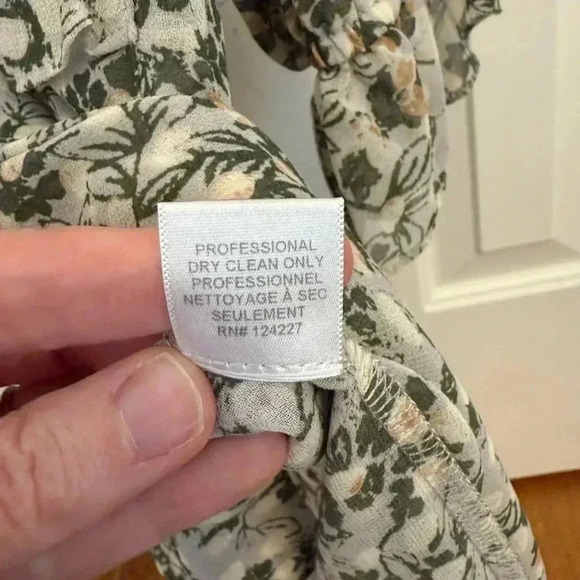 PROFESSIONAL
DRY CLEAN ONLY
PROFESSIONNEL
NETTOYAGE À SEC
SEULEMENT
RN# 124227